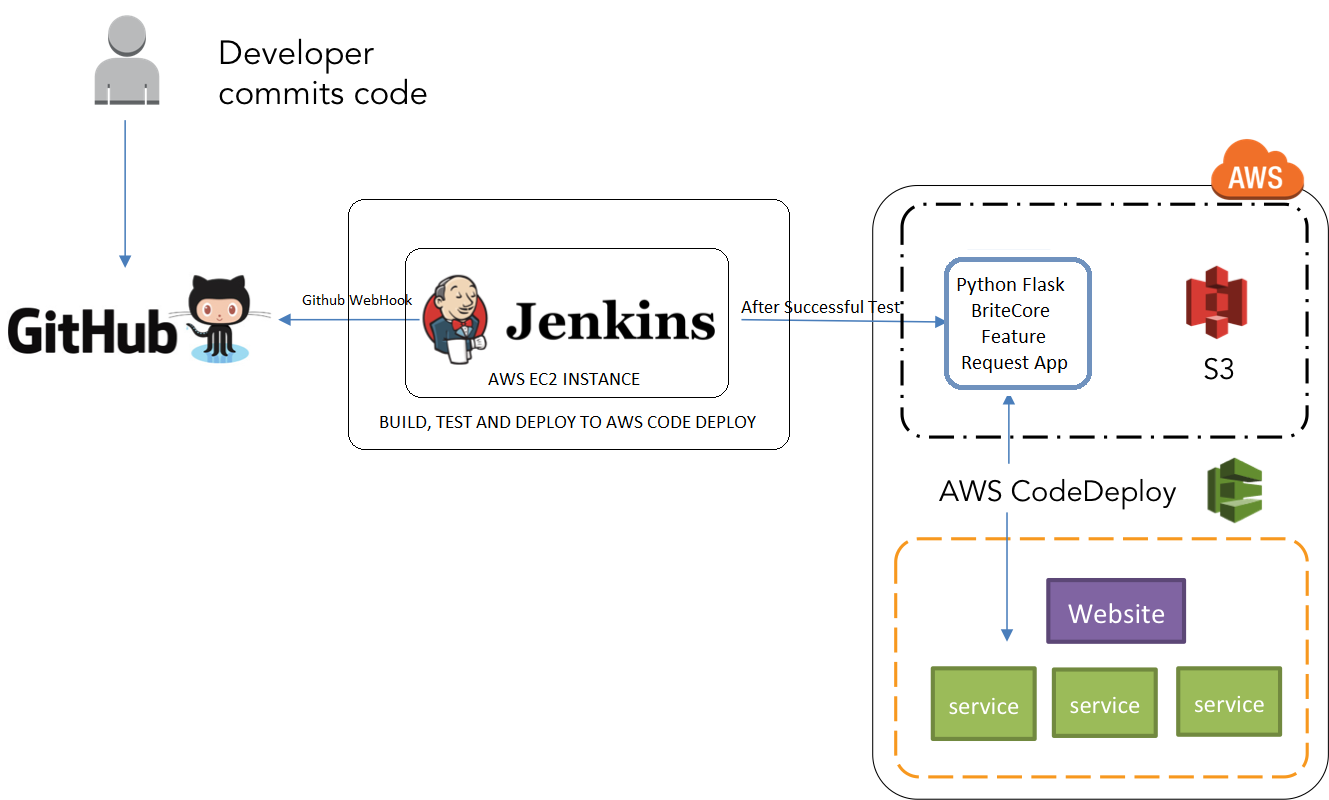 Developer
commits code
AWS
GitHub
Github WebHook
Jenkins
AWS EC2 INSTANCE
BUILD, TEST AND DEPLOY TO AWS CODE DEPLOY
After Successful Test
Python Flask
BriteCore
Feature
Request App
S3
AWS CodeDeploy
Website
service
service
service